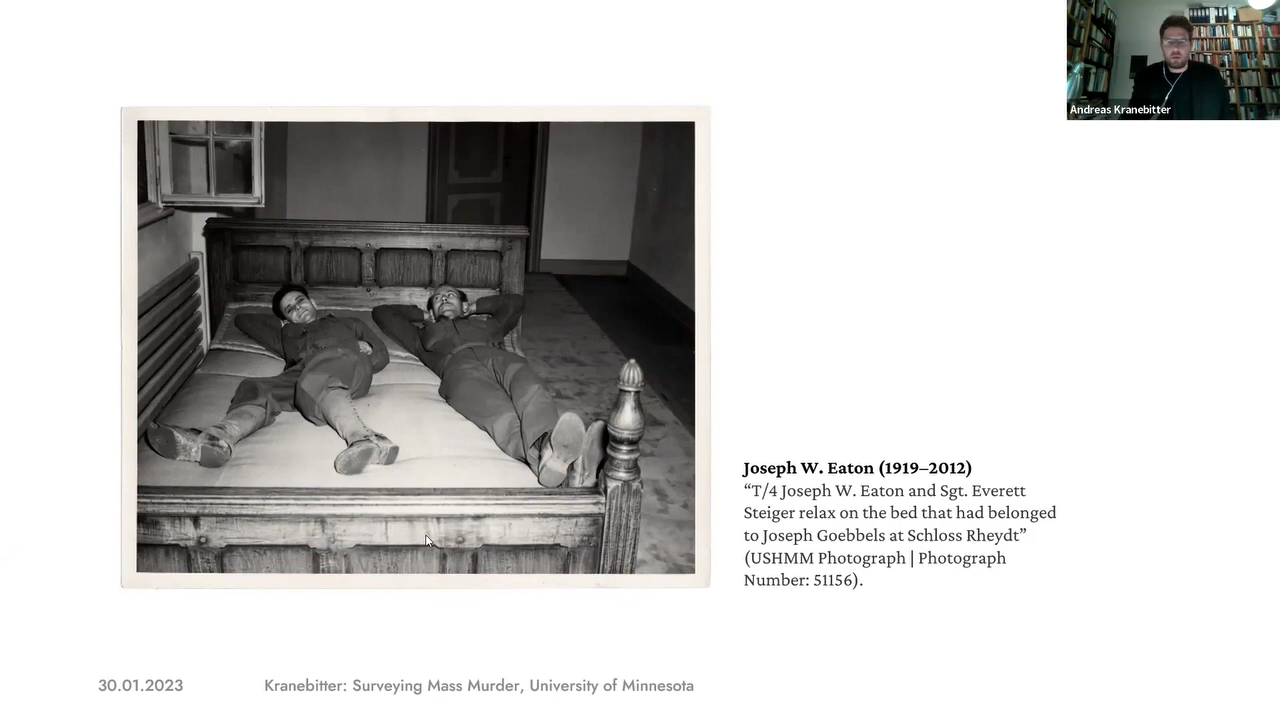 Andreas Kranebitter
Joseph W. Eaton (1919–2012)
“T/4 Joseph W. Eaton and Sgt. Everett
Steiger relax on the bed that had belonged
to Joseph Goebbels at Schloss Rheydt”
(USHMM Photograph | Photograph
Number: 51156).
30.01.2023
Kranebitter: Surveying Mass Murder, University of Minnesota